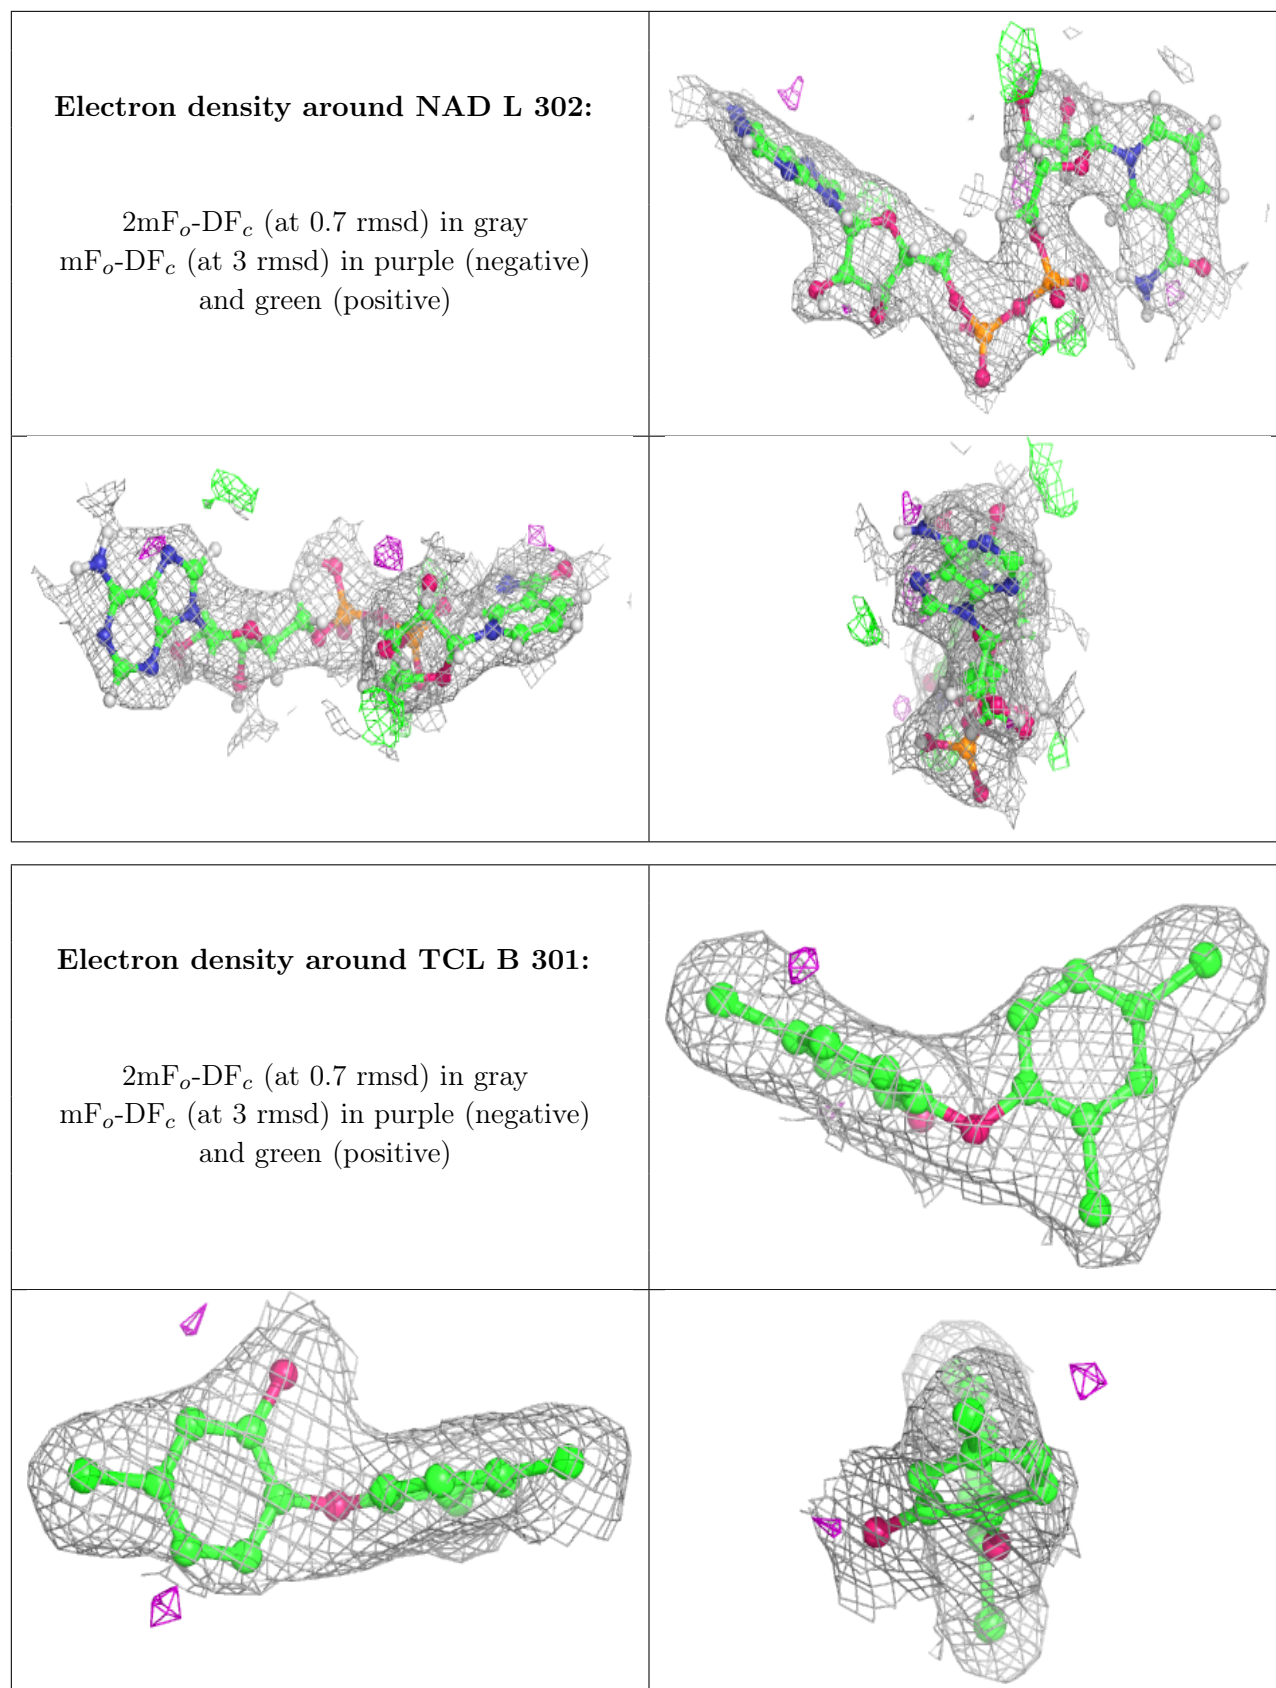 Electron density around NAD L 302:
2mFₒ-DF𝒸 (at 0.7 rmsd) in gray
mFₒ-DF𝒸 (at 3 rmsd) in purple (negative)
and green (positive)
Electron density around TCL B 301:
2mFₒ-DF𝒸 (at 0.7 rmsd) in gray
mFₒ-DF𝒸 (at 3 rmsd) in purple (negative)
and green (positive)